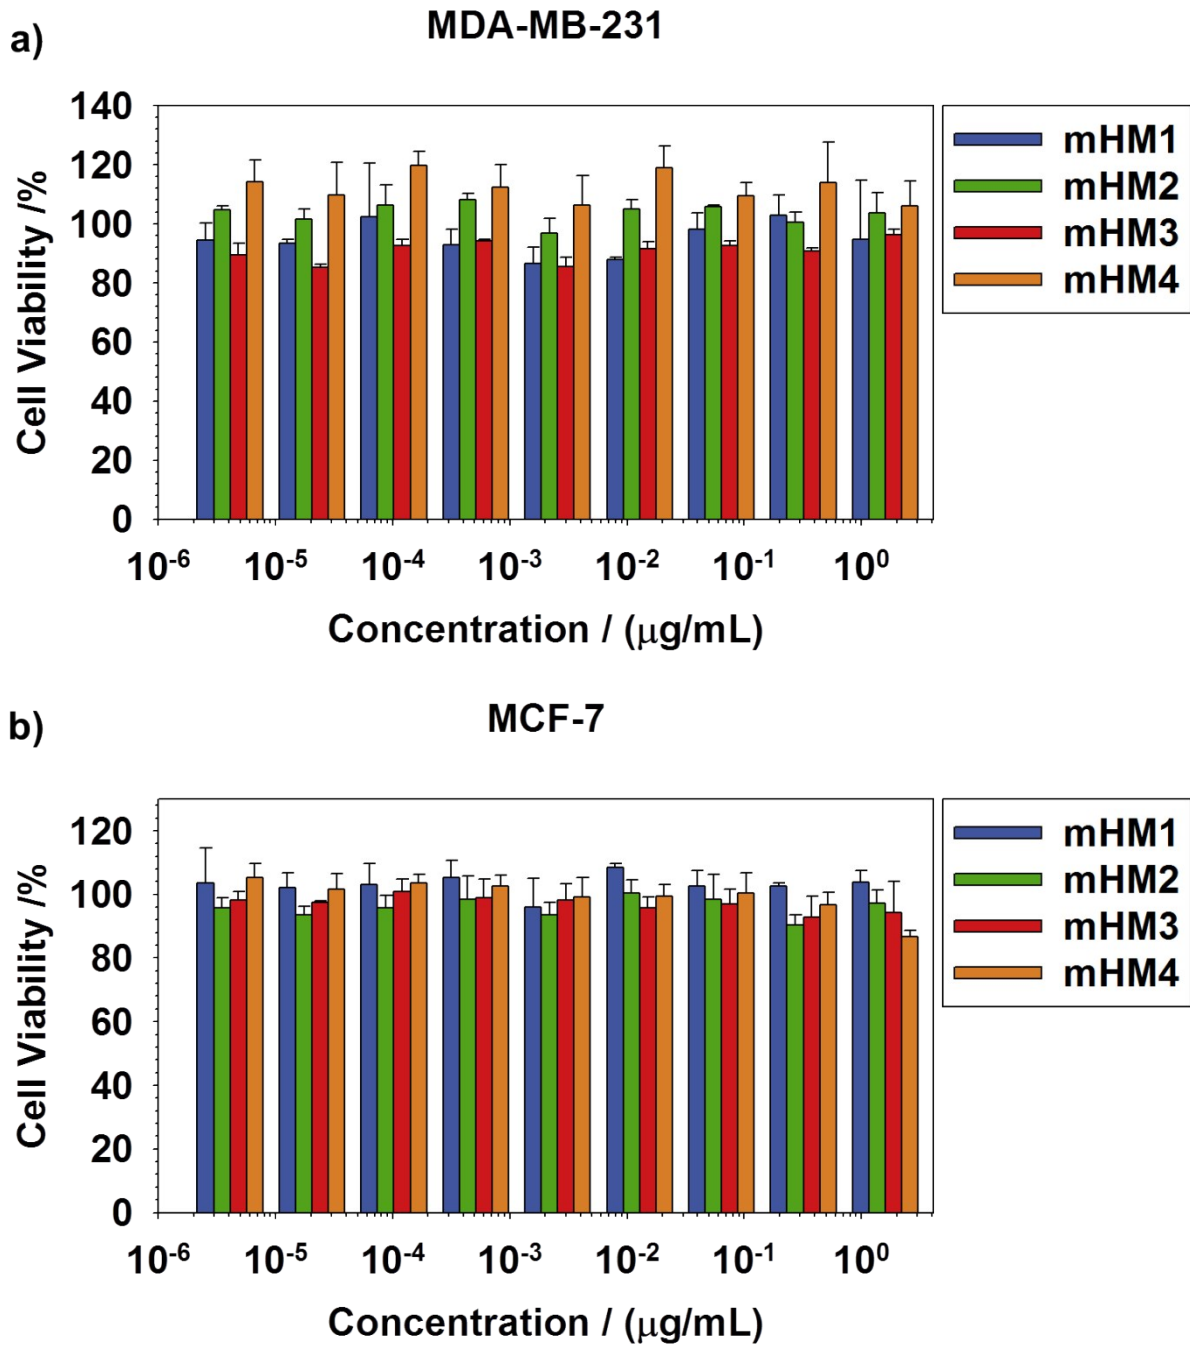 a)
MDA-MB-231
140
120
100
80
60
40
20
0
Cell Viability /%
10⁻⁶ 10⁻⁵ 10⁻⁴ 10⁻³ 10⁻² 10⁻¹ 10⁰
Concentration / (μg/mL)
mHM1
mHM2
mHM3
mHM4
b)
MCF-7
120
100
80
60
40
20
0
Cell Viability /%
10⁻⁶ 10⁻⁵ 10⁻⁴ 10⁻³ 10⁻² 10⁻¹ 10⁰
Concentration / (μg/mL)
mHM1
mHM2
mHM3
mHM4